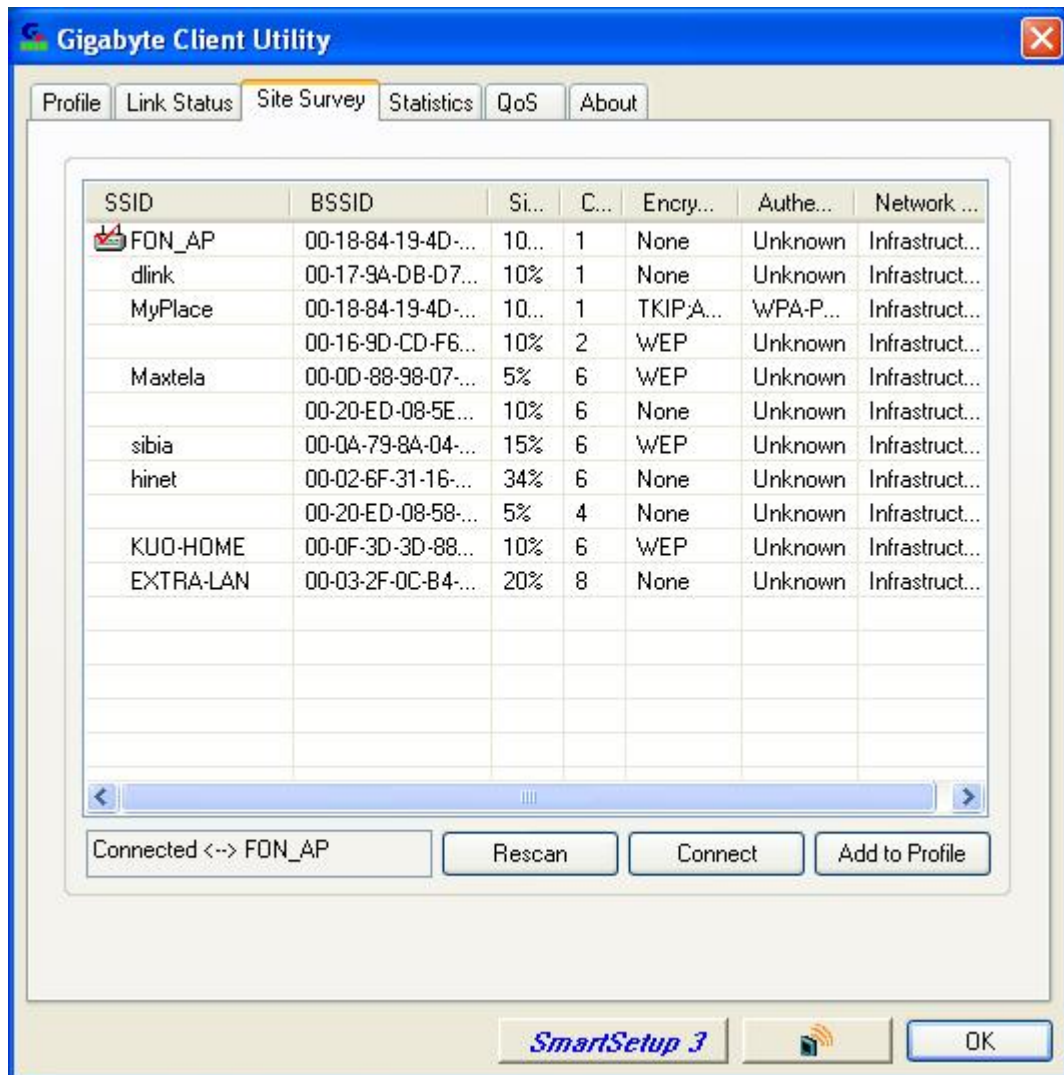 Gigabyte Client Utility
Profile Link Status Site Survey Statistics QoS About
SSID BSSID Si... C... Encry... Authe... Network ...
FON_AP 00-18-84-19-4D-... 10... 1 None Unknown Infrastruct...
dlink 00-17-9A-DB-D7... 10% 1 None Unknown Infrastruct...
MyPlace 00-18-84-19-4D-... 10... 1 TKIP;A... WPA-P... Infrastruct...
00-16-9D-CD-F6... 10% 2 WEP Unknown Infrastruct...
Maxtela 00-0D-88-98-07-... 5% 6 WEP Unknown Infrastruct...
00-20-ED-08-5E... 10% 6 None Unknown Infrastruct...
sibia 00-0A-79-8A-04-... 15% 6 WEP Unknown Infrastruct...
hinet 00-02-6F-31-16-... 34% 6 None Unknown Infrastruct...
00-20-ED-08-58-... 5% 4 None Unknown Infrastruct...
KUO-HOME 00-0F-3D-3D-88... 10% 6 WEP Unknown Infrastruct...
EXTRA-LAN 00-03-2F-0C-B4-... 20% 8 None Unknown Infrastruct...
Connected <--> FON_AP Rescan Connect Add to Profile
SmartSetup 3 OK